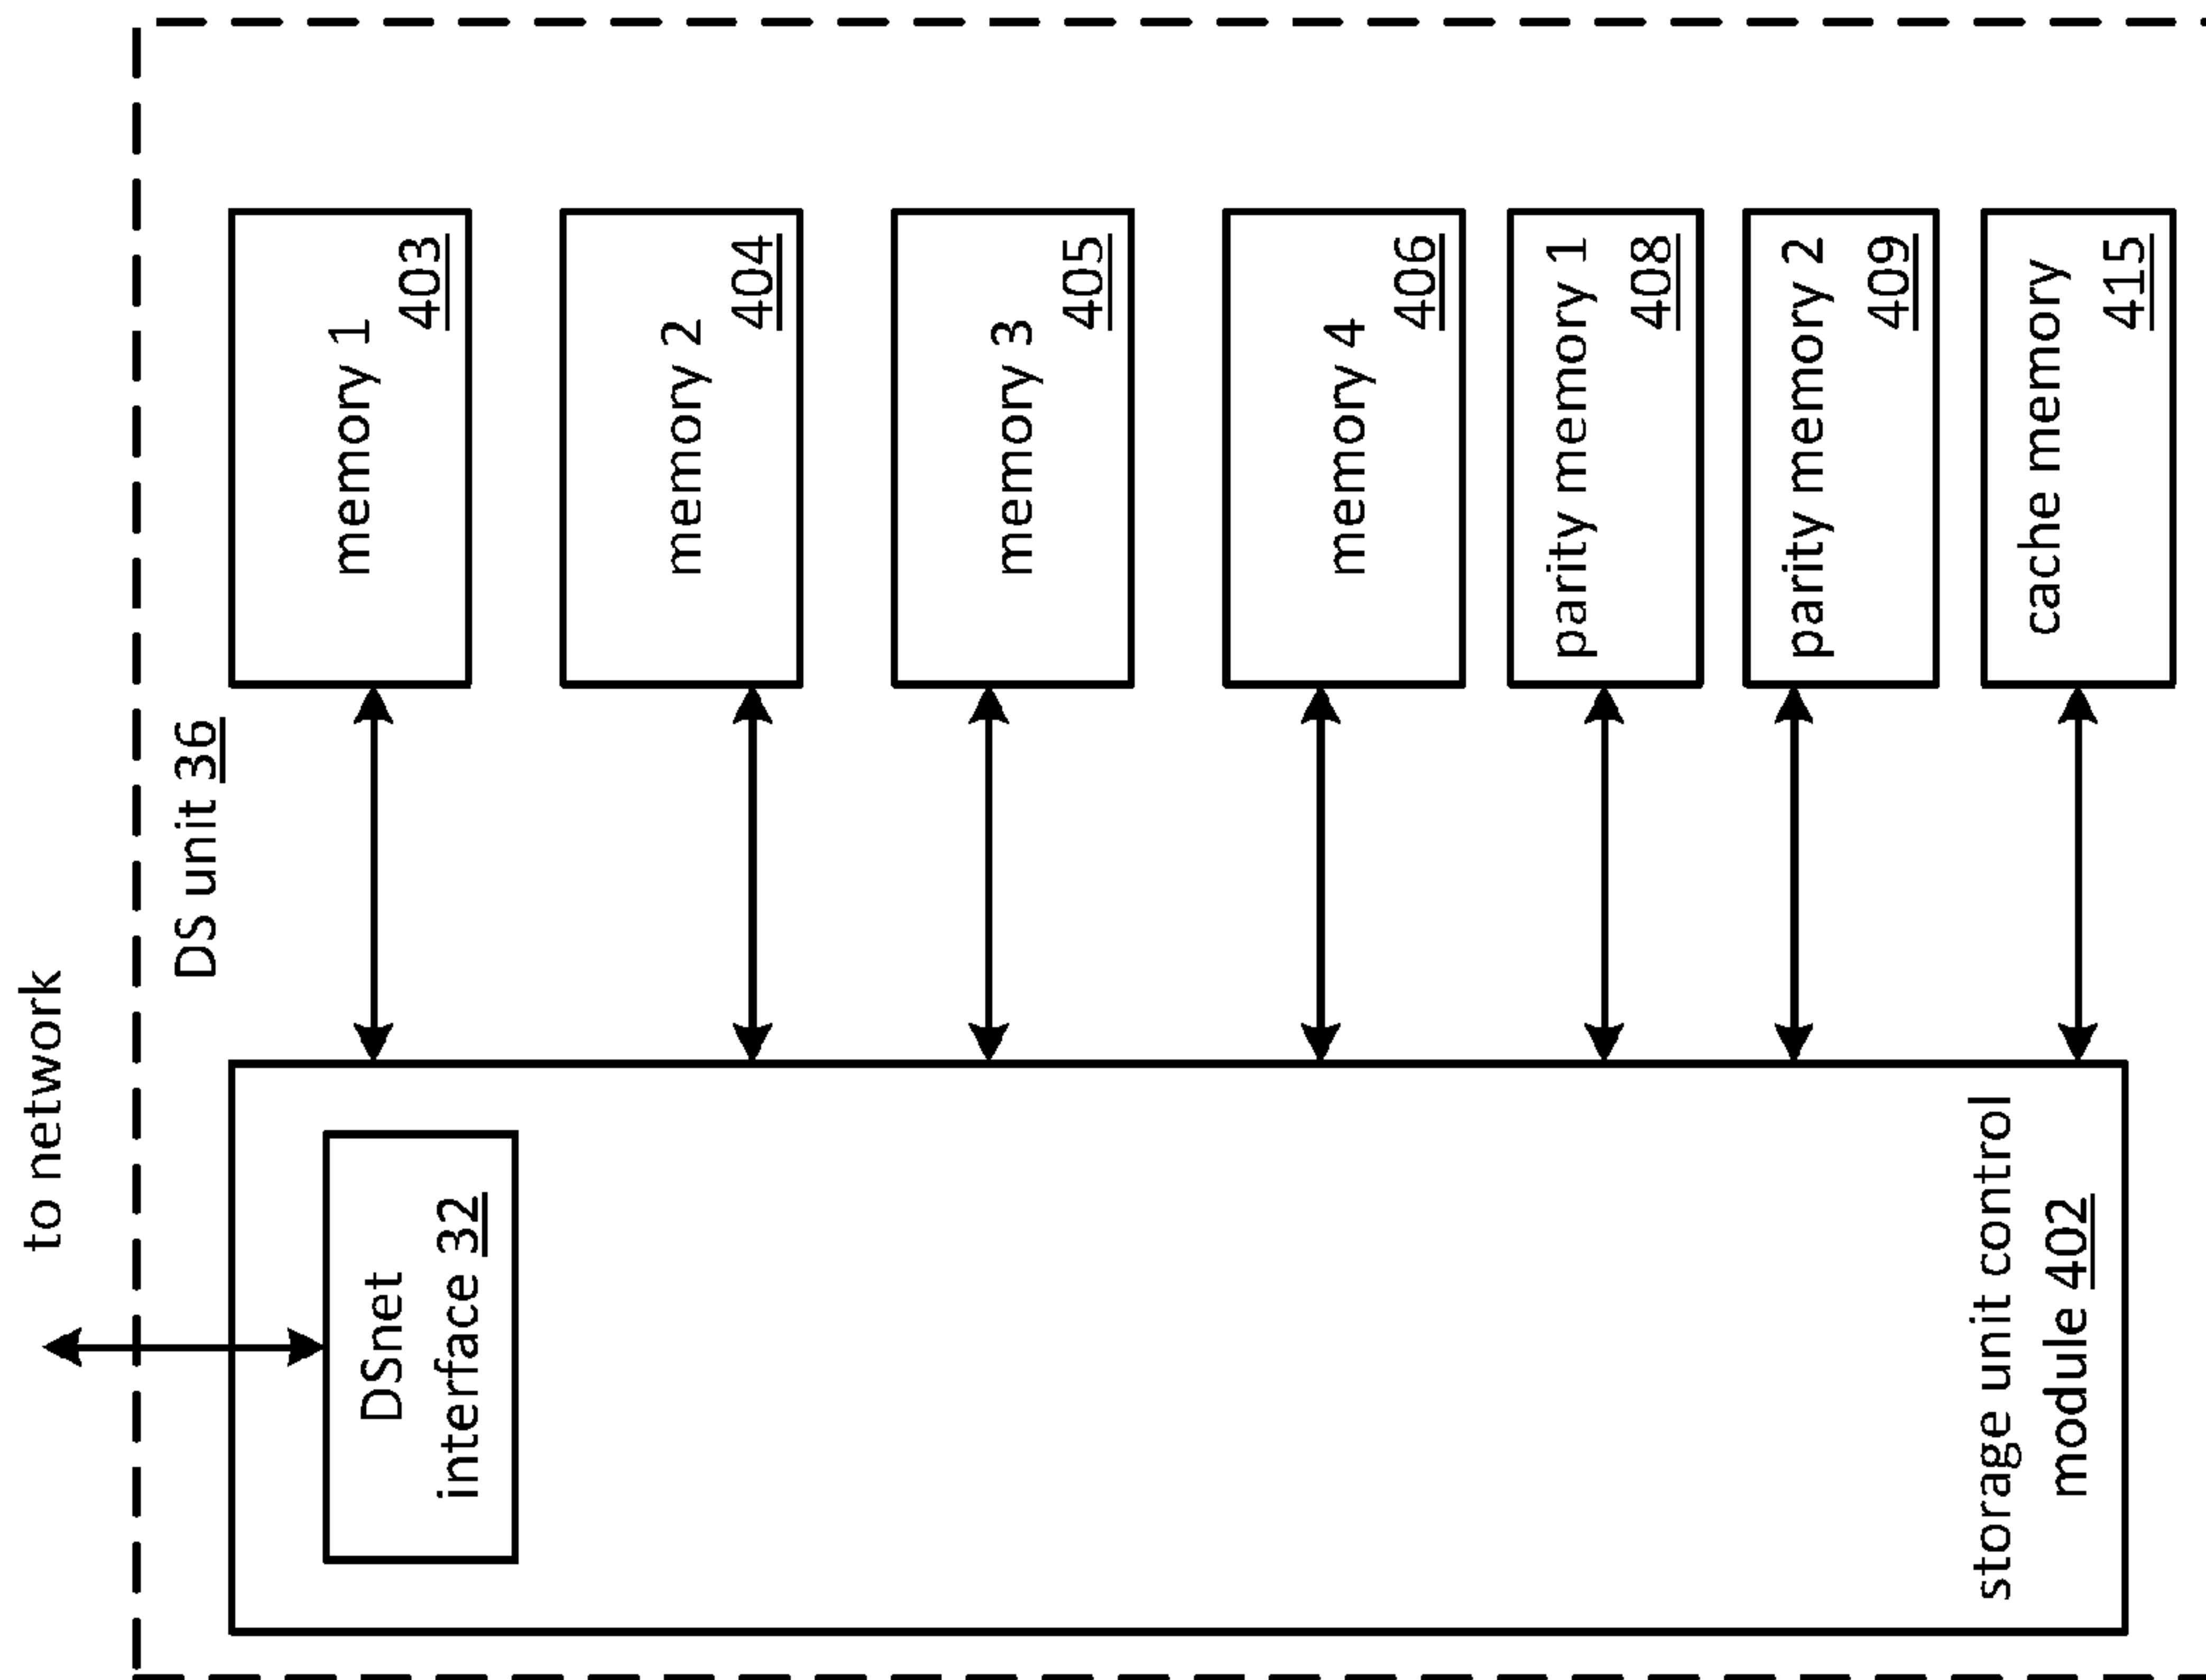 to network
DS unit 36
DSnet
interface 32
storage unit control
module 402
memory 1
403
memory 2
404
memory 3
405
memory 4
406
parity memory 1
408
parity memory 2
409
cache memory
415